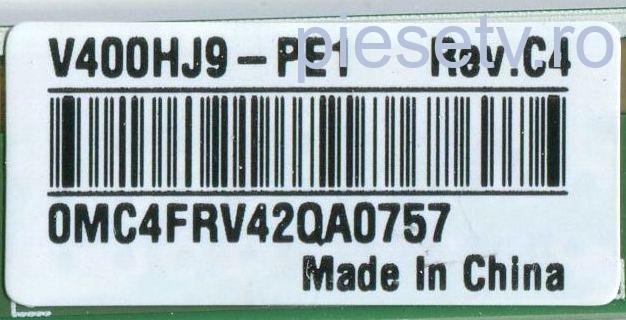 piesetv.ro
V400HJ9-PE1 Rev.C4
0MC4FRV42QA0757
Made In China